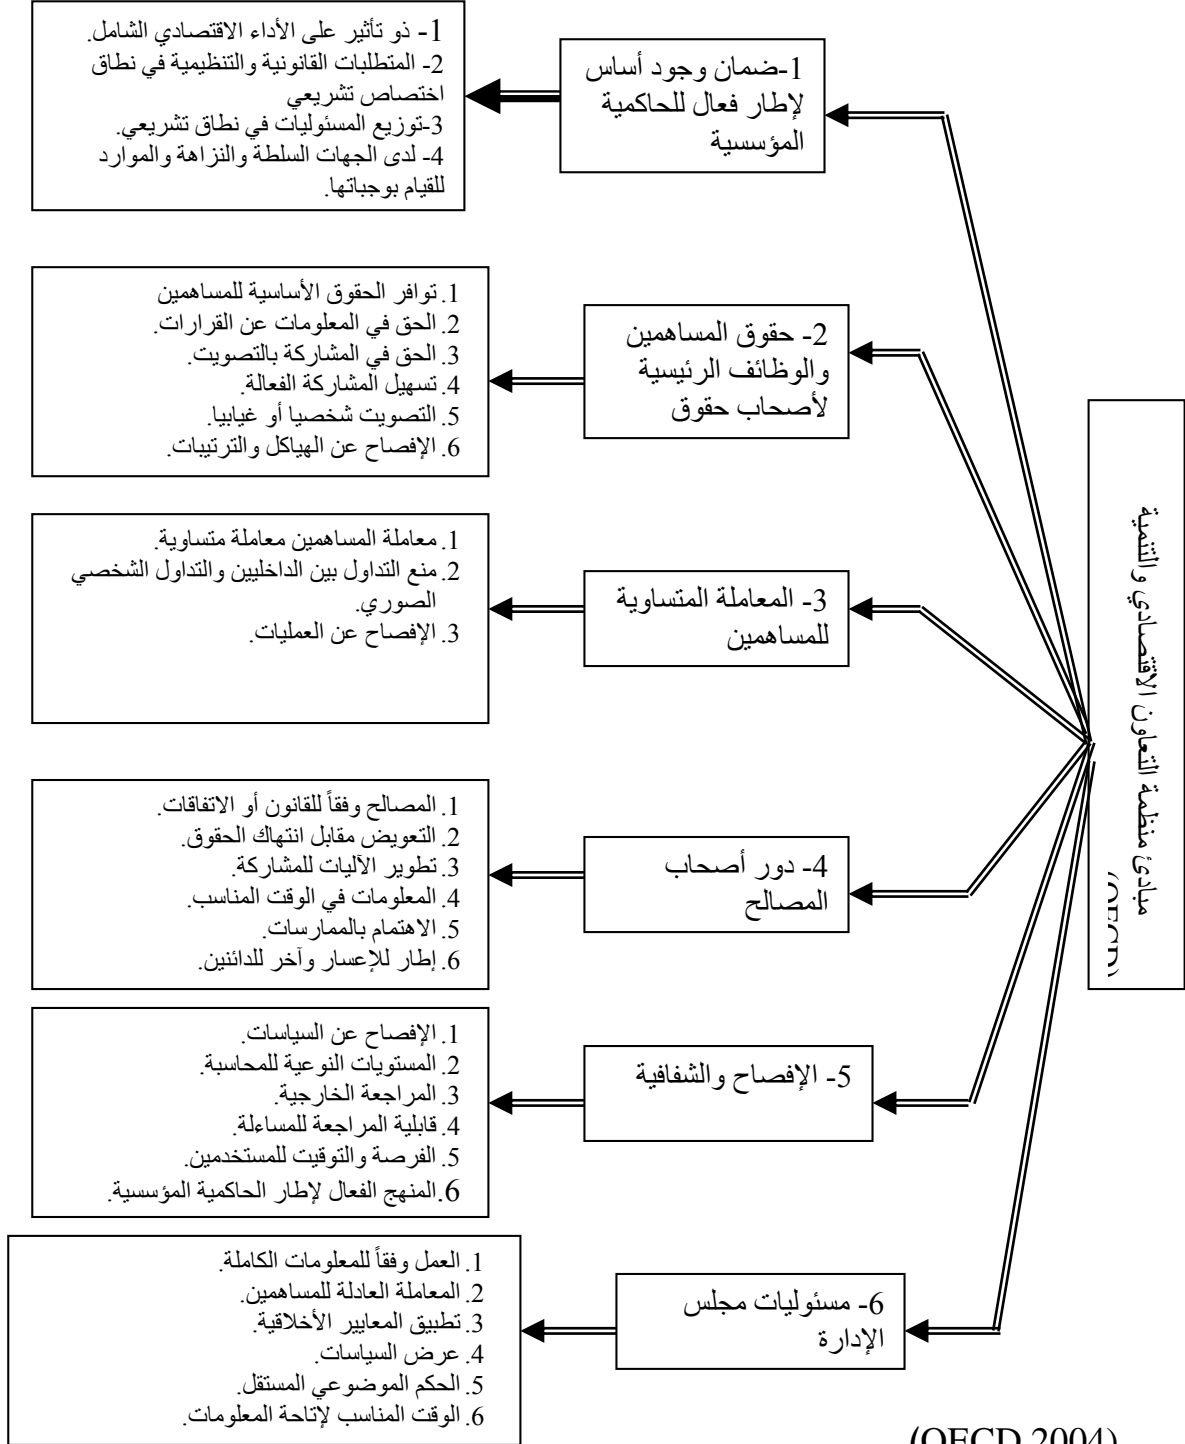 مبادئ منظمة التعاون الاقتصادي والتنمية
(OECD)
1-ضمان وجود أساس
لإطار فعال للحاكمية
المؤسسية
1- ذو تأثير على الأداء الاقتصادي الشامل.
2- المتطلبات القانونية والتنظيمية في نطاق
اختصاص تشريعي
3-توزيع المسئوليات في نطاق تشريعي.
4- لدى الجهات السلطة والنزاهة والموارد
للقيام بوجباتها.
2- حقوق المساهمين
والوظائف الرئيسية
لأصحاب حقوق
1. توافر الحقوق الأساسية للمساهمين
2. الحق في المعلومات عن القرارات.
3. الحق في المشاركة بالتصويت.
4. تسهيل المشاركة الفعالة.
5. التصويت شخصيا أو غيابيا.
6. الإفصاح عن الهياكل والترتيبات.
3- المعاملة المتساوية
للمساهمين
1. معاملة المساهمين معاملة متساوية.
2. منع التداول بين الداخليين والتداول الشخصي
الصوري.
3. الإفصاح عن العمليات.
4- دور أصحاب
المصالح
1. المصالح وفقاً للقانون أو الاتفاقات.
2. التعويض مقابل انتهاك الحقوق.
3. تطوير الآليات للمشاركة.
4. المعلومات في الوقت المناسب.
5. الاهتمام بالممارسات.
6. إطار للإعسار وآخر للدائنين.
5- الإفصاح والشفافية
1. الإفصاح عن السياسات.
2. المستويات النوعية للمحاسبة.
3. المراجعة الخارجية.
4. قابلية المراجعة للمساءلة.
5. الفرصة والتوقيت للمستخدمين.
6.المنهج الفعال لإطار الحاكمية المؤسسية.
6- مسئوليات مجلس
الإدارة
1. العمل وفقاً للمعلومات الكاملة.
2. المعاملة العادلة للمساهمين.
3. تطبيق المعايير الأخلاقية.
4. عرض السياسات.
5. الحكم الموضوعي المستقل.
6. الوقت المناسب لإتاحة المعلومات.
(OECD 2004)